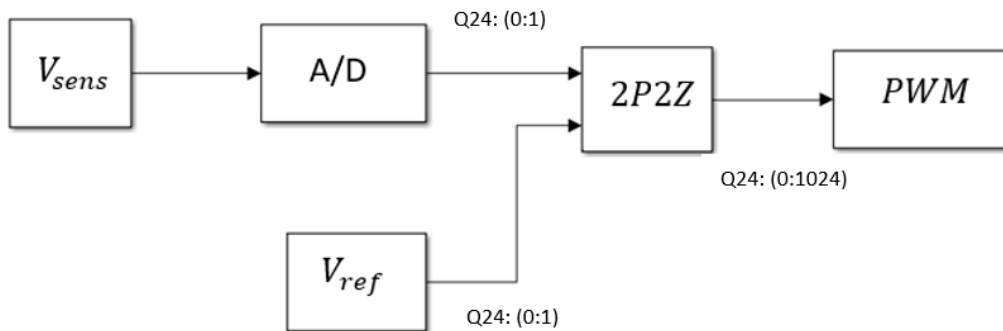 Q24: (0:1)
V_sens
A/D
2P2Z
PWM
Q24: (0:1024)
V_ref
Q24: (0:1)